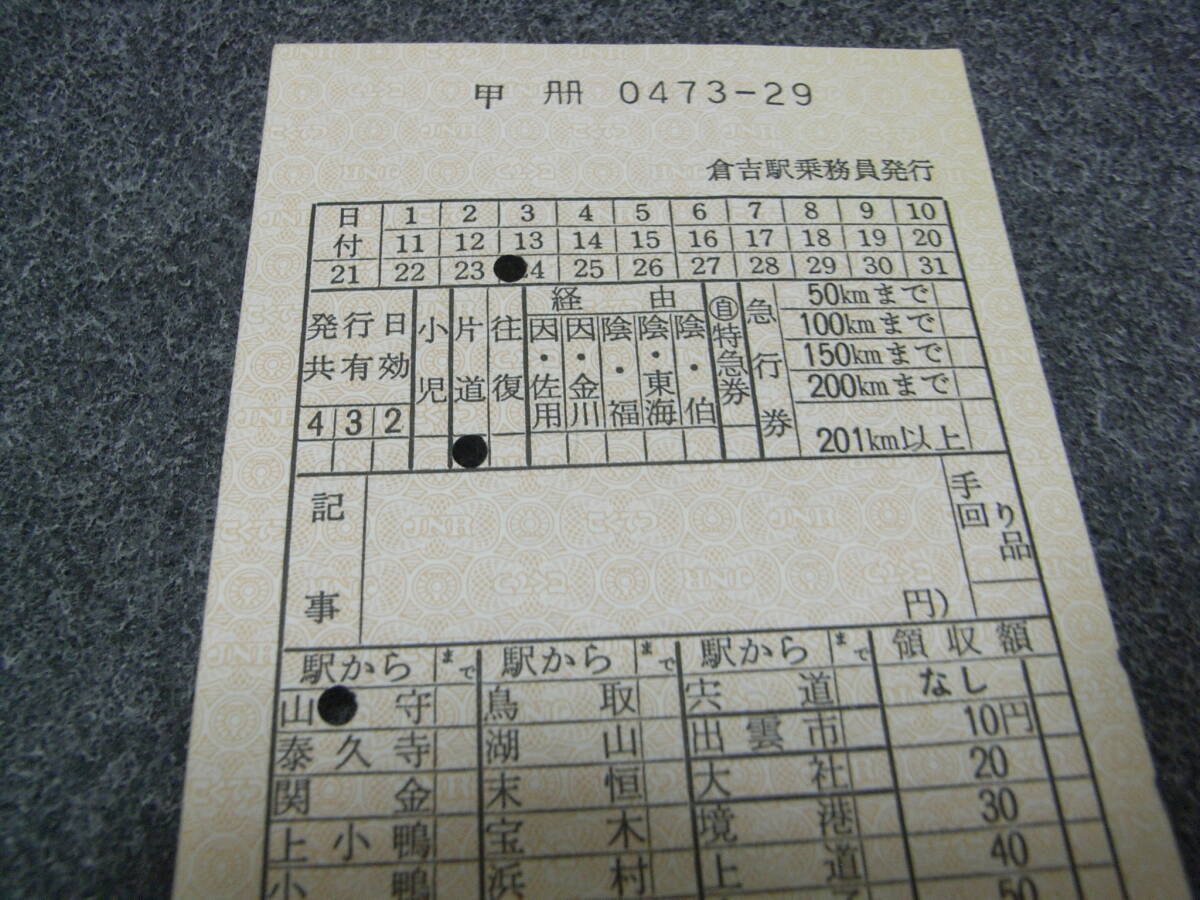 甲 冊 0473-29
倉吉駅乗務員発行
日 1 2 3 4 5 6 7 8 9 10
付 11 12 13 14 15 16 17 18 19 20
21 22 23 24 25 26 27 28 29 30 31
発行日共有効 4 3 2
小児
片道
往復
経由
因・佐用
因・金川
陰・福
陰・東海
陰・伯
自特急券
急行券
50kmまで
100kmまで
150kmまで
200kmまで
201km以上
記事
円)
手回り品
駅から まで 駅から まで 駅から まで 領収額
山守 鳥取 宍道 なし
泰久寺 湖山 出雲市 10円
関金 末恒 大社 20
上小鴨 宝木 境港 30
小鴨 浜村 上道 40
50